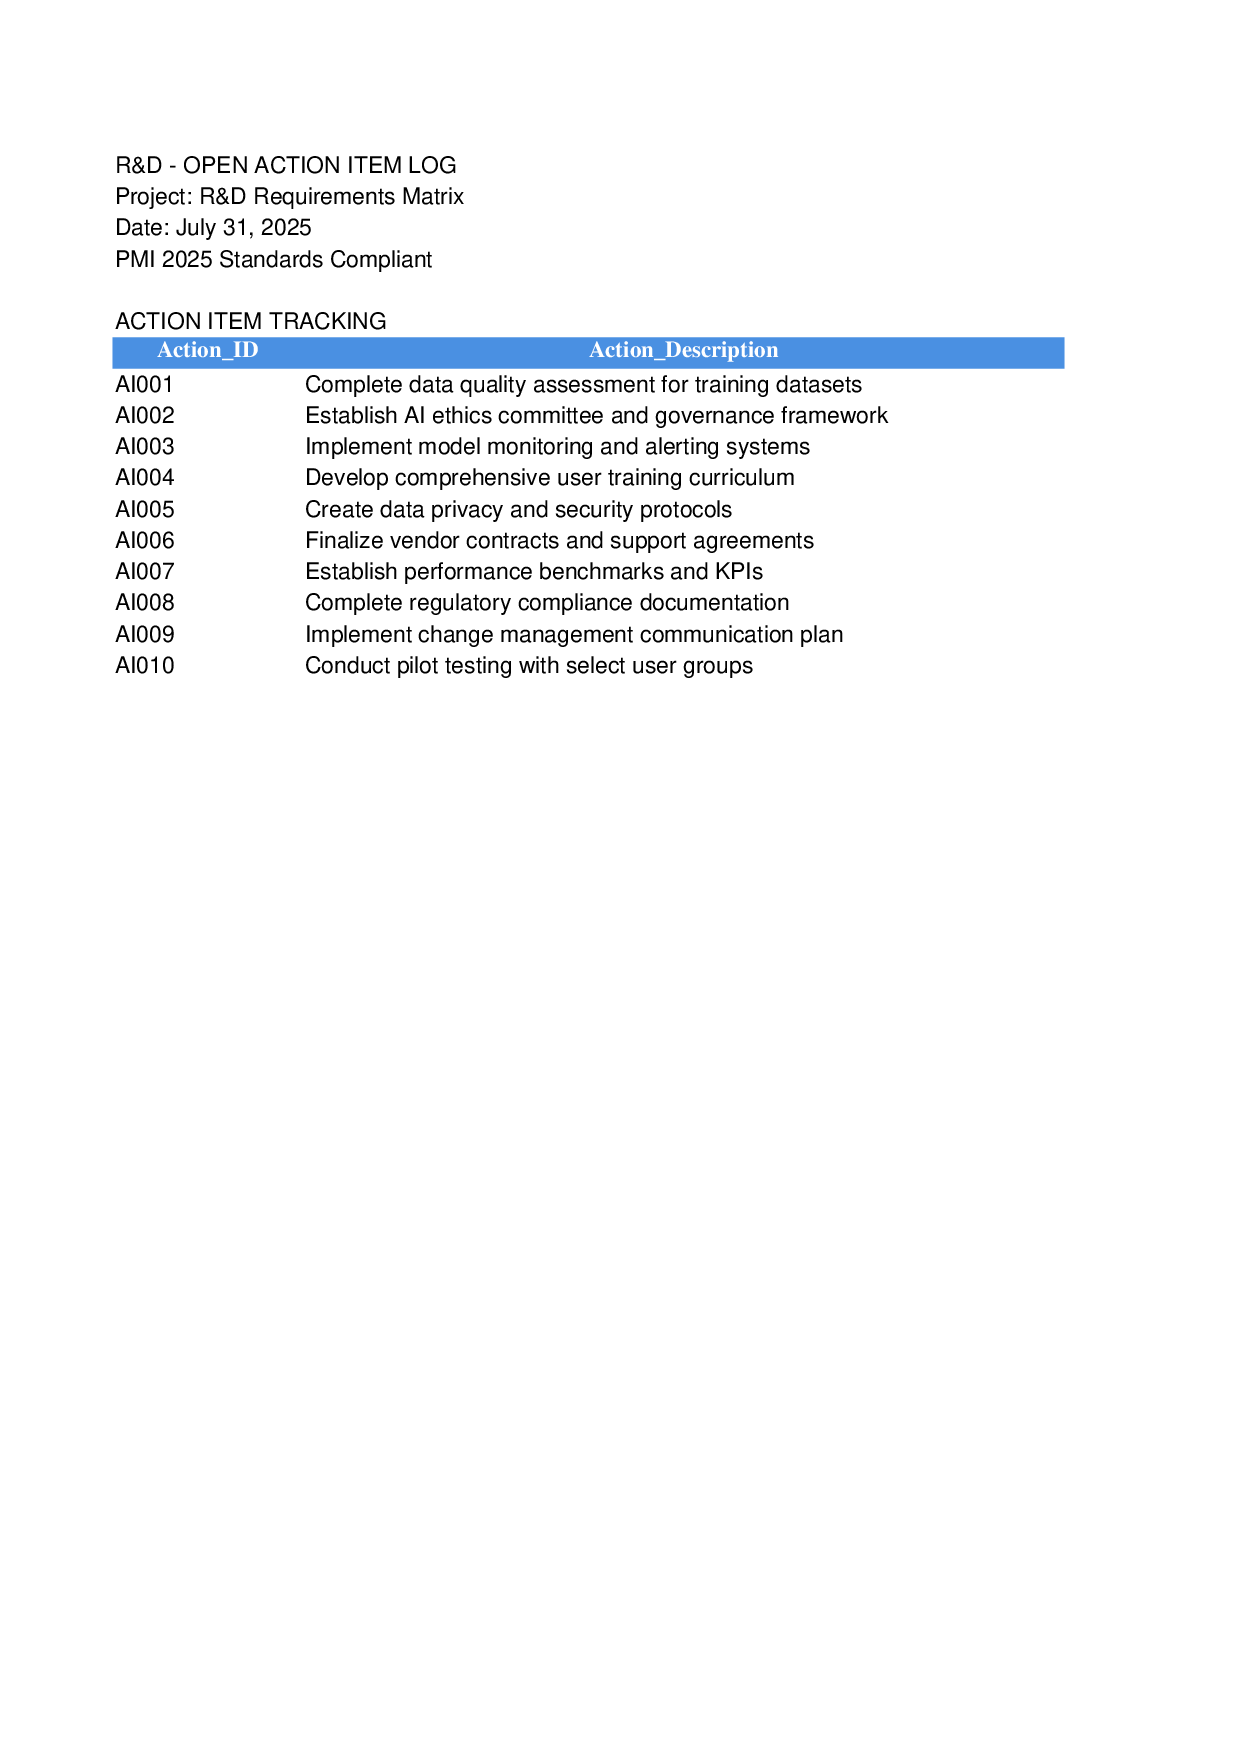 R&D - OPEN ACTION ITEM LOG
Project: R&D Requirements Matrix
Date: July 31, 2025
PMI 2025 Standards Compliant
ACTION ITEM TRACKING
Action_ID Action_Description
AI001 Complete data quality assessment for training datasets
AI002 Establish AI ethics committee and governance framework
AI003 Implement model monitoring and alerting systems
AI004 Develop comprehensive user training curriculum
AI005 Create data privacy and security protocols
AI006 Finalize vendor contracts and support agreements
AI007 Establish performance benchmarks and KPIs
AI008 Complete regulatory compliance documentation
AI009 Implement change management communication plan
AI010 Conduct pilot testing with select user groups